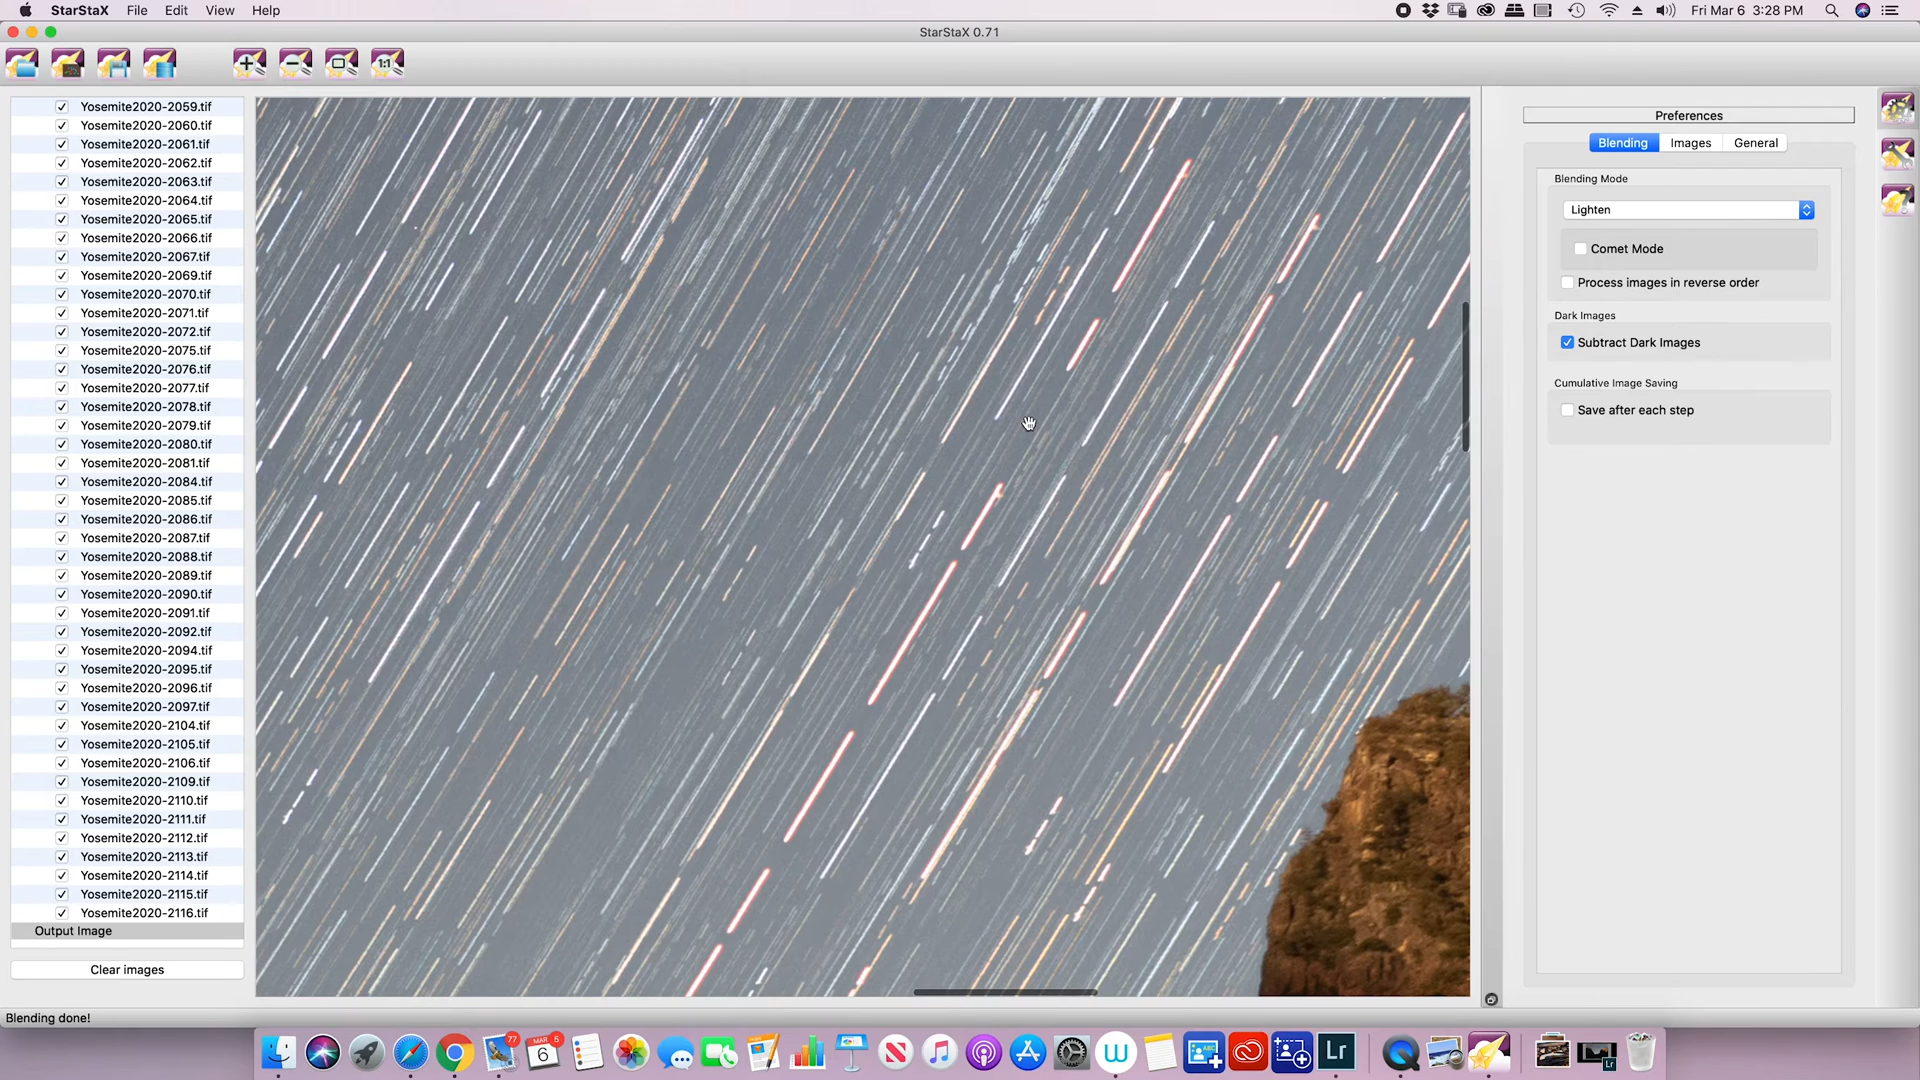 StarStaX File Edit View Help
Fri Mar 6 3:28 PM
StarStaX 0.71
1:1
Yosemite2020-2059.tif
Yosemite2020-2060.tif
Yosemite2020-2061.tif
Yosemite2020-2062.tif
Yosemite2020-2063.tif
Yosemite2020-2064.tif
Yosemite2020-2065.tif
Yosemite2020-2066.tif
Yosemite2020-2067.tif
Yosemite2020-2069.tif
Yosemite2020-2070.tif
Yosemite2020-2071.tif
Yosemite2020-2072.tif
Yosemite2020-2075.tif
Yosemite2020-2076.tif
Yosemite2020-2077.tif
Yosemite2020-2078.tif
Yosemite2020-2079.tif
Yosemite2020-2080.tif
Yosemite2020-2081.tif
Yosemite2020-2084.tif
Yosemite2020-2085.tif
Yosemite2020-2086.tif
Yosemite2020-2087.tif
Yosemite2020-2088.tif
Yosemite2020-2089.tif
Yosemite2020-2090.tif
Yosemite2020-2091.tif
Yosemite2020-2092.tif
Yosemite2020-2094.tif
Yosemite2020-2095.tif
Yosemite2020-2096.tif
Yosemite2020-2097.tif
Yosemite2020-2104.tif
Yosemite2020-2105.tif
Yosemite2020-2106.tif
Yosemite2020-2109.tif
Yosemite2020-2110.tif
Yosemite2020-2111.tif
Yosemite2020-2112.tif
Yosemite2020-2113.tif
Yosemite2020-2114.tif
Yosemite2020-2115.tif
Yosemite2020-2116.tif
Output Image
Clear images
Preferences
Blending Images General
Blending Mode
Lighten
Comet Mode
Process images in reverse order
Dark Images
Subtract Dark Images
Cumulative Image Saving
Save after each step
Blending done!
77
MAR 5
6
W
ABC
Lr
Lr